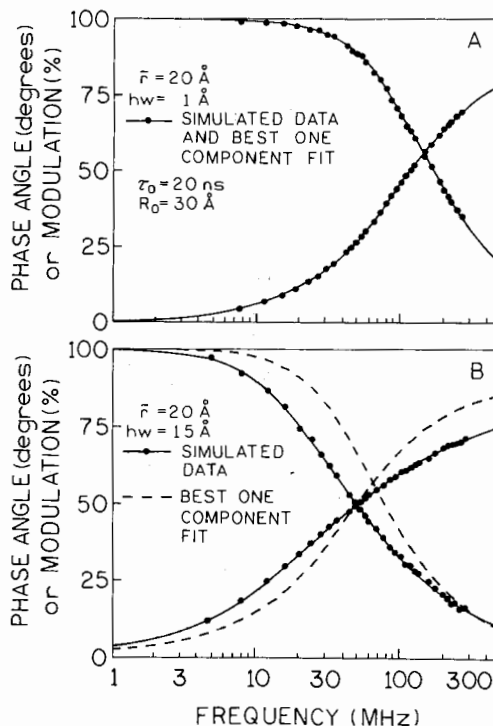 A
100
75
50
25
0
PHASE ANGLE (degrees)
or MODULATION (%)
r̄ = 20 Å
hw = 1 Å
SIMULATED DATA
AND BEST ONE
COMPONENT FIT
τ₀ = 20 ns
R₀ = 30 Å
B
100
75
50
25
0
PHASE ANGLE (degrees)
or MODULATION (%)
r̄ = 20 Å
hw = 15 Å
SIMULATED
DATA
BEST ONE
COMPONENT
FIT
1 3 10 30 100 300
FREQUENCY (MHz)